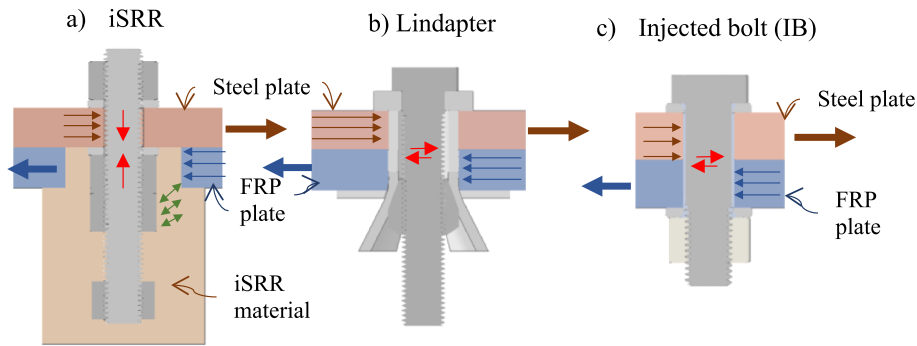 a) iSRR
b) Lindapter
c) Injected bolt (IB)
Steel plate
Steel plate
FRP
plate
FRP
plate
iSRR
material